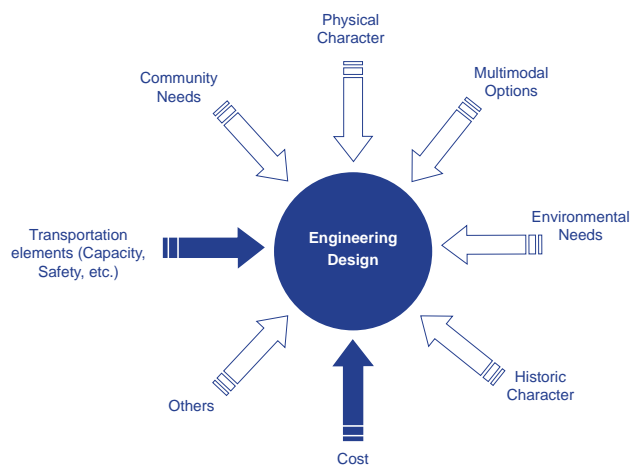 Physical
Character
Community
Needs
Multimodal
Options
Transportation
elements (Capacity,
Safety, etc.)
Engineering
Design
Environmental
Needs
Others
Historic
Character
Cost